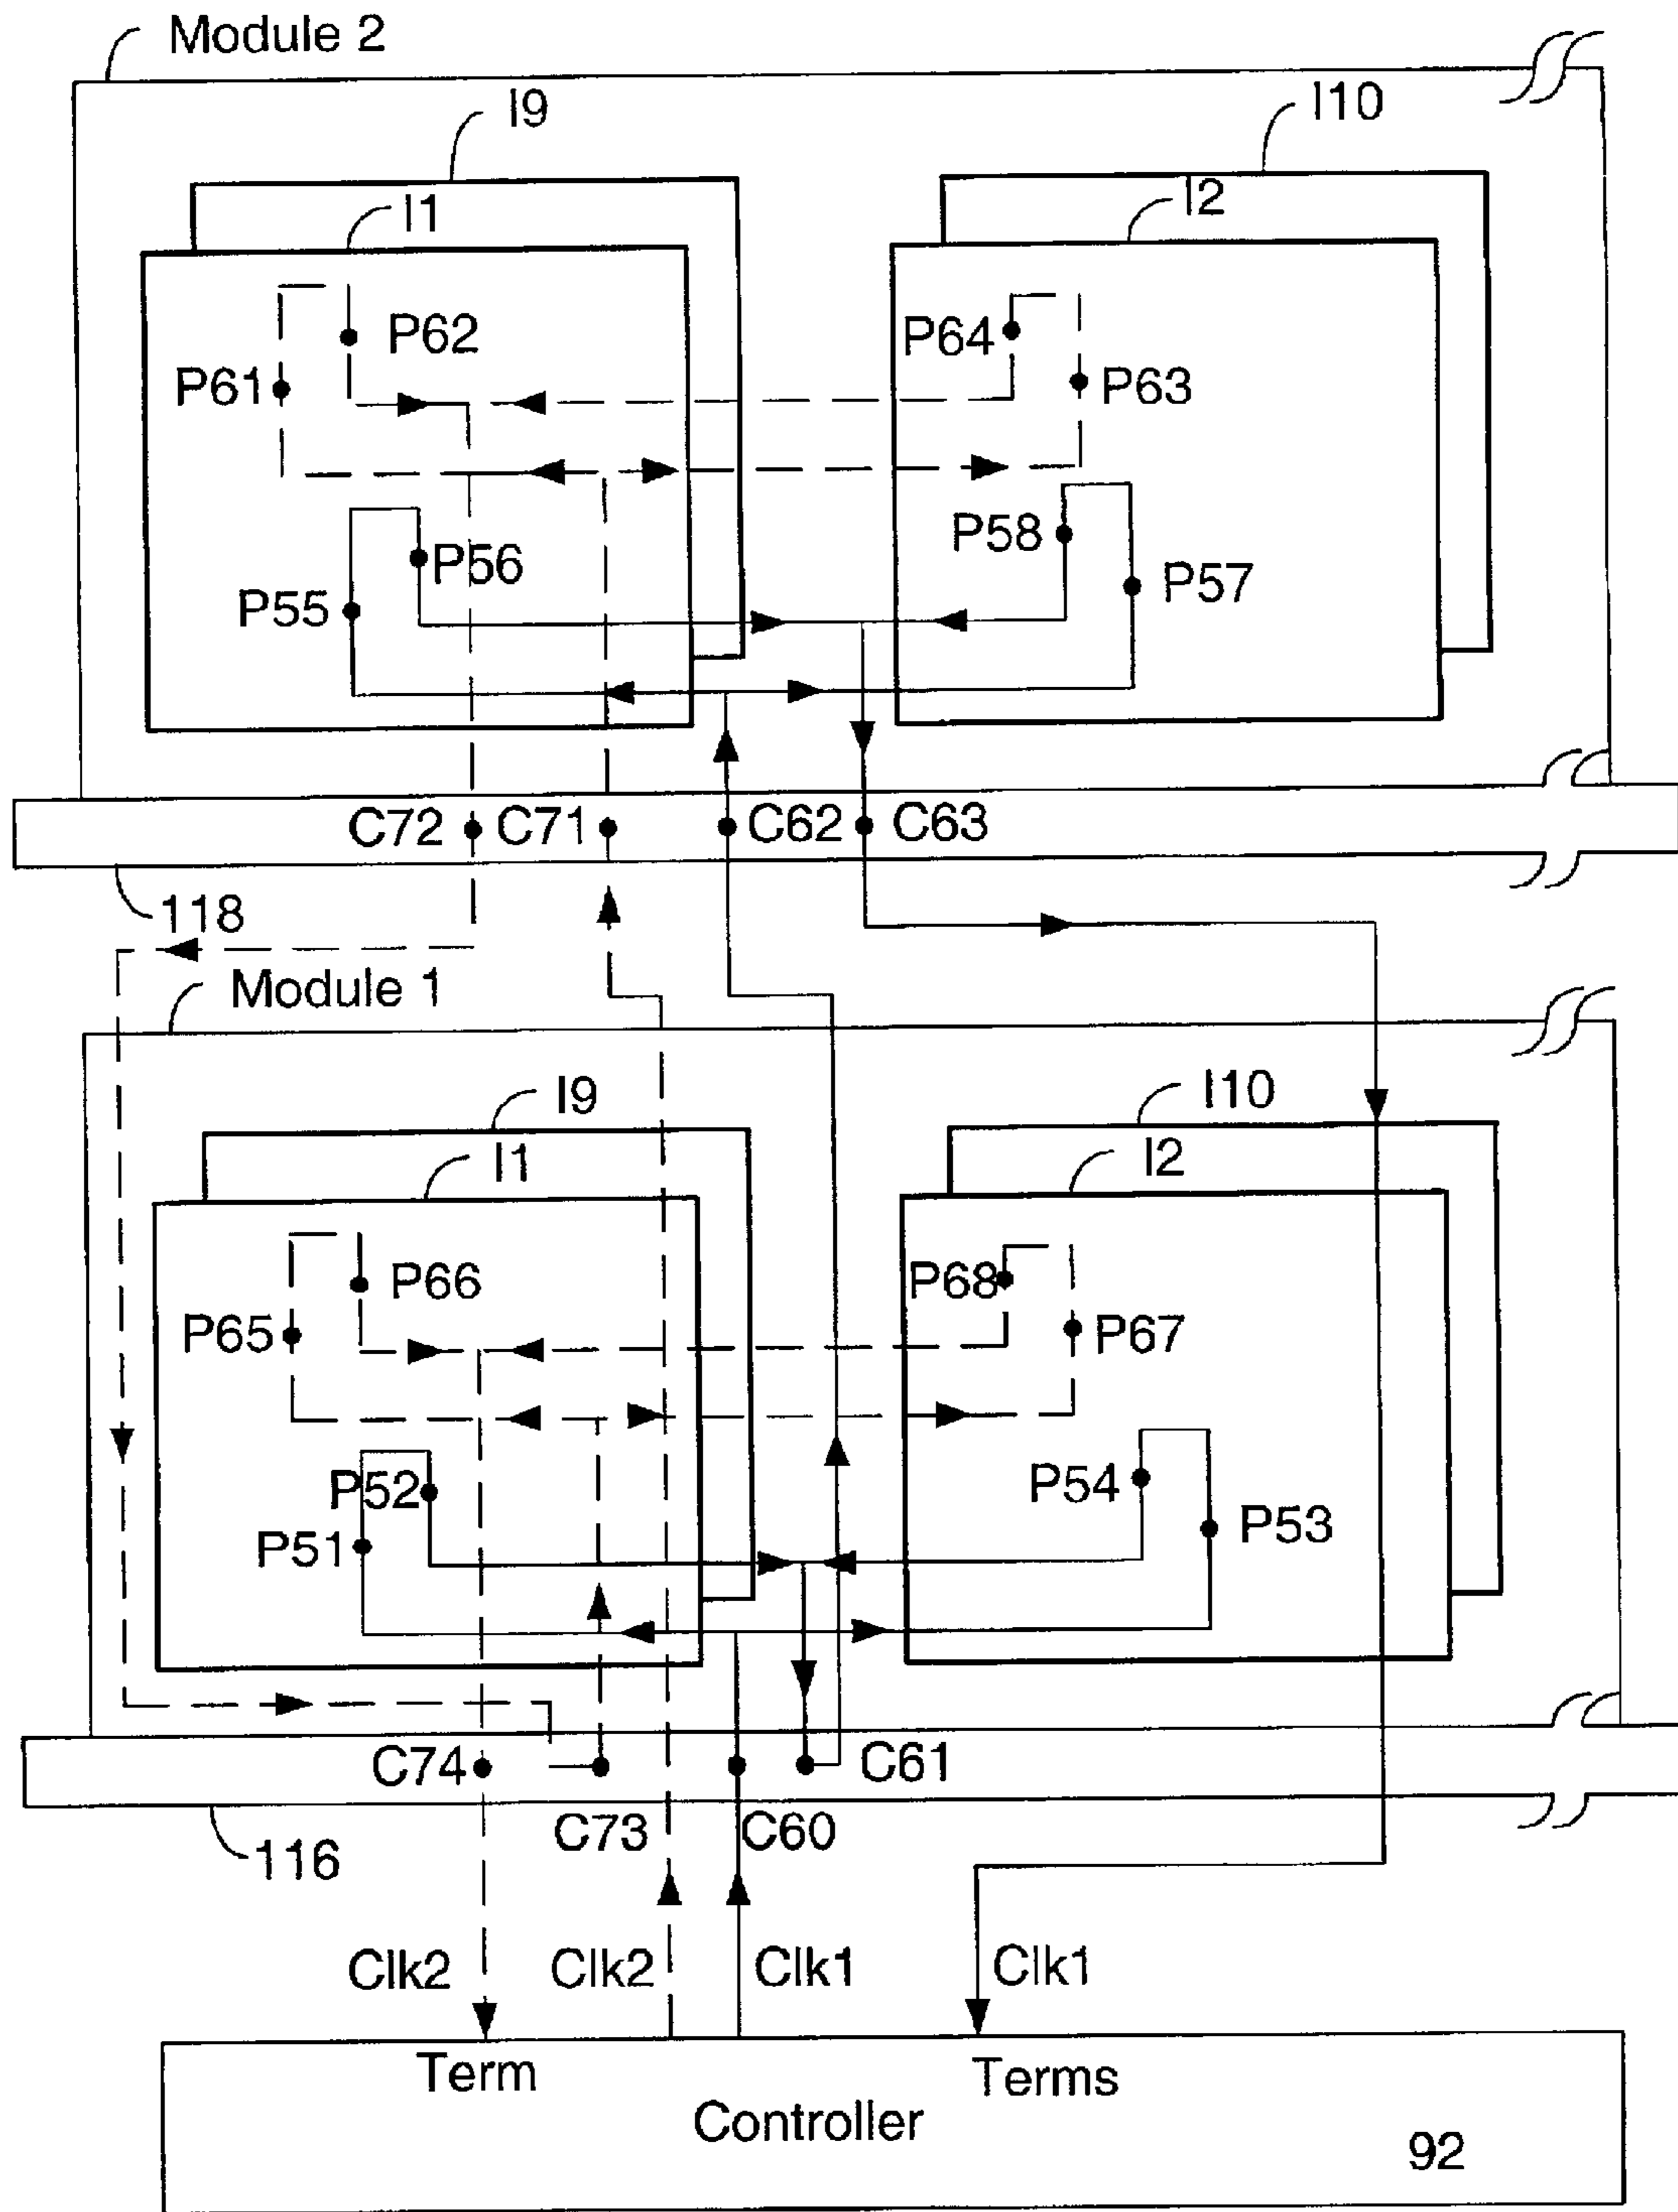 Module 2
I9
I10
I1
I2
P62
P64
P61
P63
P58
P56
P57
P55
C72
C71
C62
C63
118
Module 1
I9
I10
I1
I2
P66
P68
P65
P67
P52
P54
P51
P53
C74
C61
C73
C60
116
Clk2
Clk2
Clk1
Clk1
Term
Terms
Controller
92